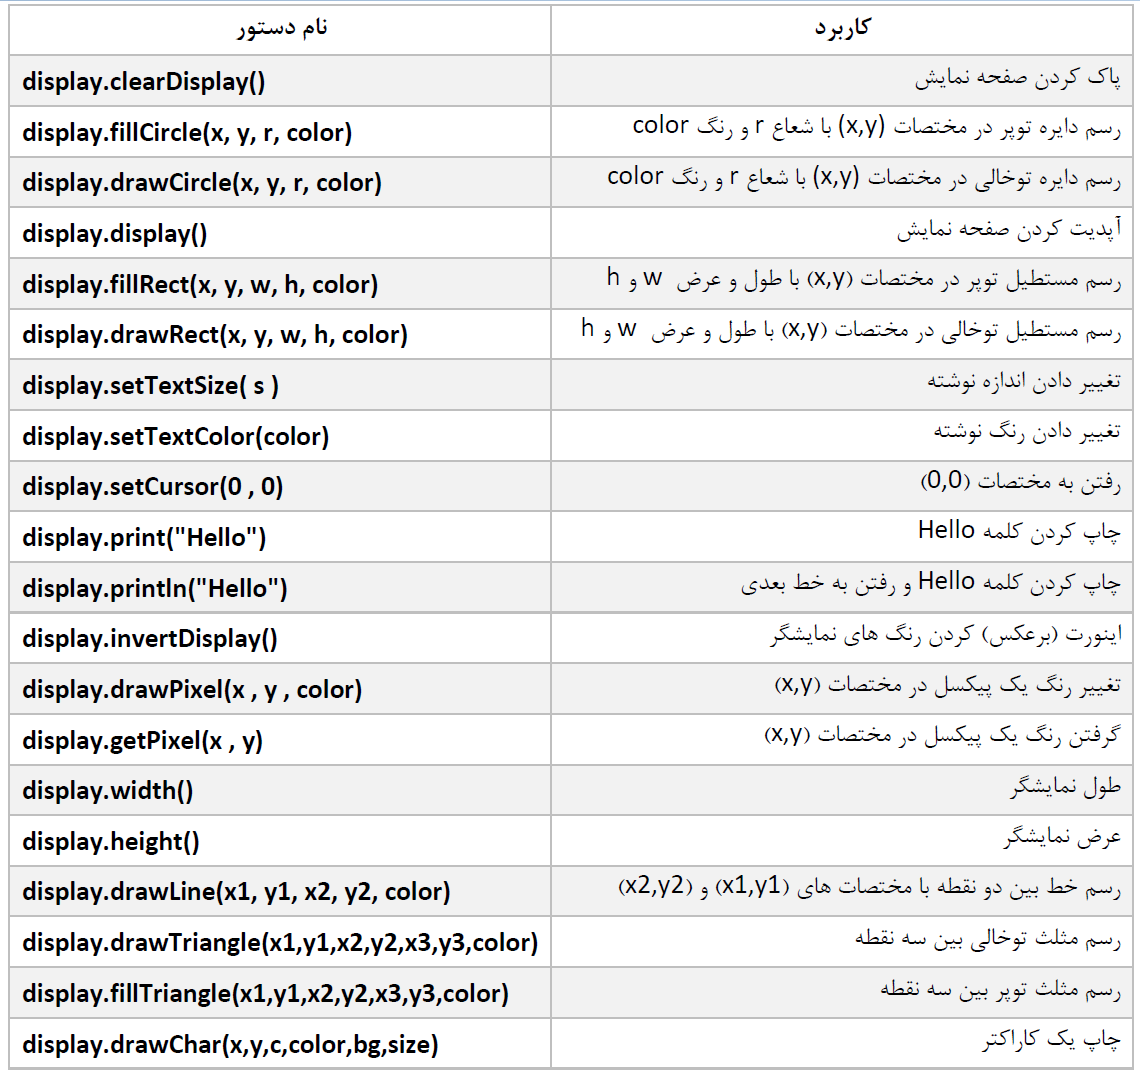 نام دستور	کاربرد
display.clearDisplay()	پاک کردن صفحه نمایش
display.fillCircle(x, y, r, color)	رسم دایره توپر در مختصات (x,y) با شعاع r و رنگ color
display.drawCircle(x, y, r, color)	رسم دایره توخالی در مختصات (x,y) با شعاع r و رنگ color
display.display()	آپدیت کردن صفحه نمایش
display.fillRect(x, y, w, h, color)	رسم مستطیل توپر در مختصات (x,y) با طول و عرض w و h
display.drawRect(x, y, w, h, color)	رسم مستطیل توخالی در مختصات (x,y) با طول و عرض w و h
display.setTextSize( s )	تغییر دادن اندازه نوشته
display.setTextColor(color)	تغییر دادن رنگ نوشته
display.setCursor(0 , 0)	رفتن به مختصات (0,0)
display.print("Hello")	چاپ کردن کلمه Hello
display.println("Hello")	چاپ کردن کلمه Hello و رفتن به خط بعدی
display.invertDisplay()	اینورت (برعکس) کردن رنگ های نمایشگر
display.drawPixel(x , y , color)	تغییر رنگ یک پیکسل در مختصات (x,y)
display.getPixel(x , y)	گرفتن رنگ یک پیکسل در مختصات (x,y)
display.width()	طول نمایشگر
display.height()	عرض نمایشگر
display.drawLine(x1, y1, x2, y2, color)	رسم خط بین دو نقطه با مختصات های (x1,y1) و (x2,y2)
display.drawTriangle(x1,y1,x2,y2,x3,y3,color)	رسم مثلث توخالی بین سه نقطه
display.fillTriangle(x1,y1,x2,y2,x3,y3,color)	رسم مثلث توپر بین سه نقطه
display.drawChar(x,y,c,color,bg,size)	چاپ یک کاراکتر